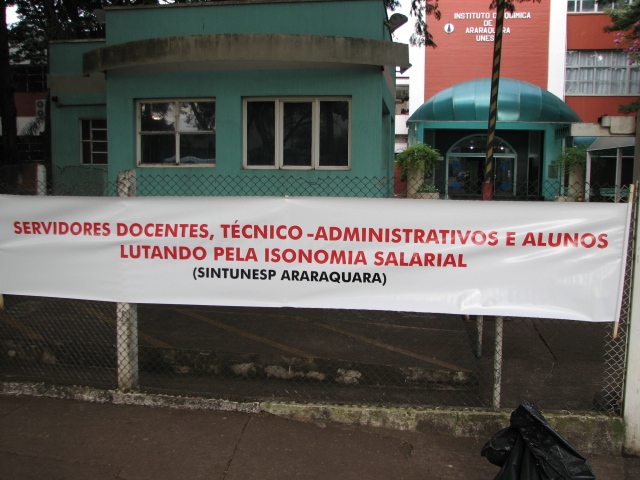 INSTITUTO DE QUÍMICA
DE
ARARAQUARA
UNESP
SERVIDORES DOCENTES, TÉCNICO -ADMINISTRATIVOS E ALUNOS
LUTANDO PELA ISONOMIA SALARIAL
(SINTUNESP ARARAQUARA)